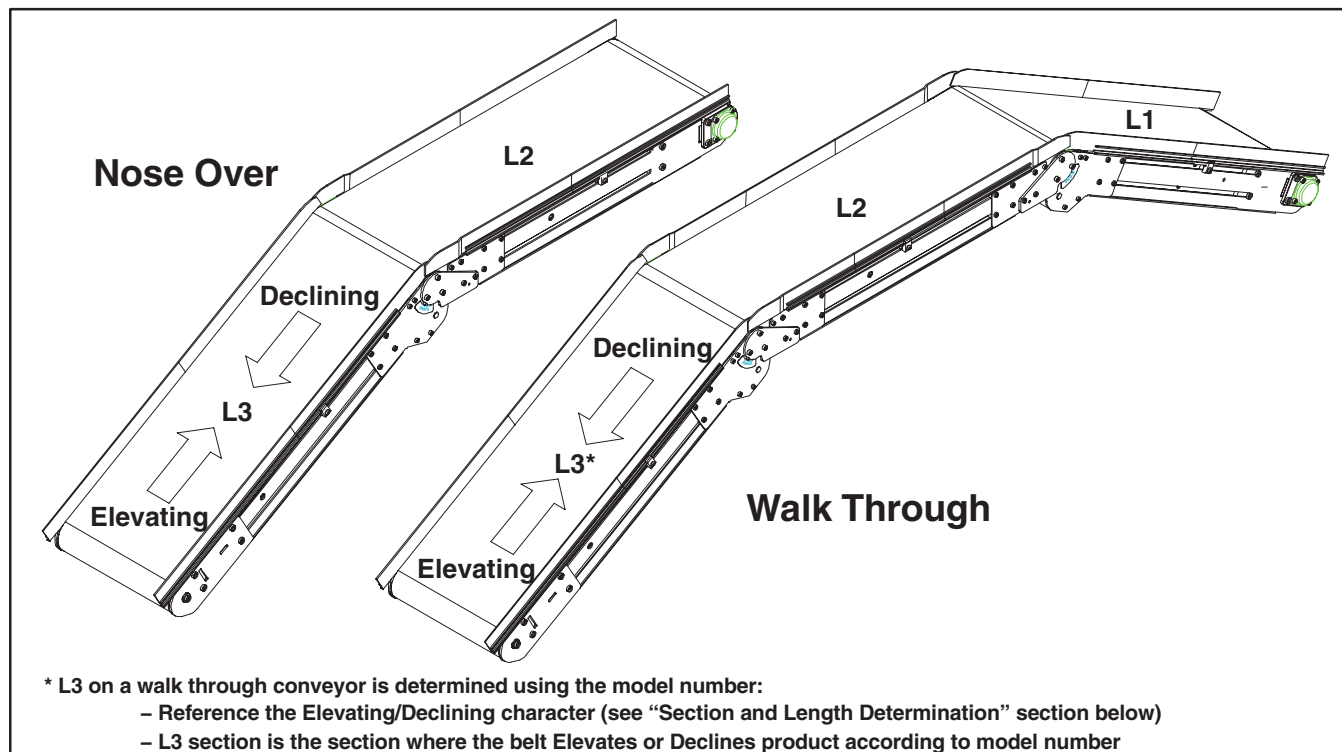 Nose Over
L2
Declining
L3
Elevating
L1
L2
Declining
L3*
Elevating
Walk Through
* L3 on a walk through conveyor is determined using the model number:
– Reference the Elevating/Declining character (see “Section and Length Determination” section below)
– L3 section is the section where the belt Elevates or Declines product according to model number